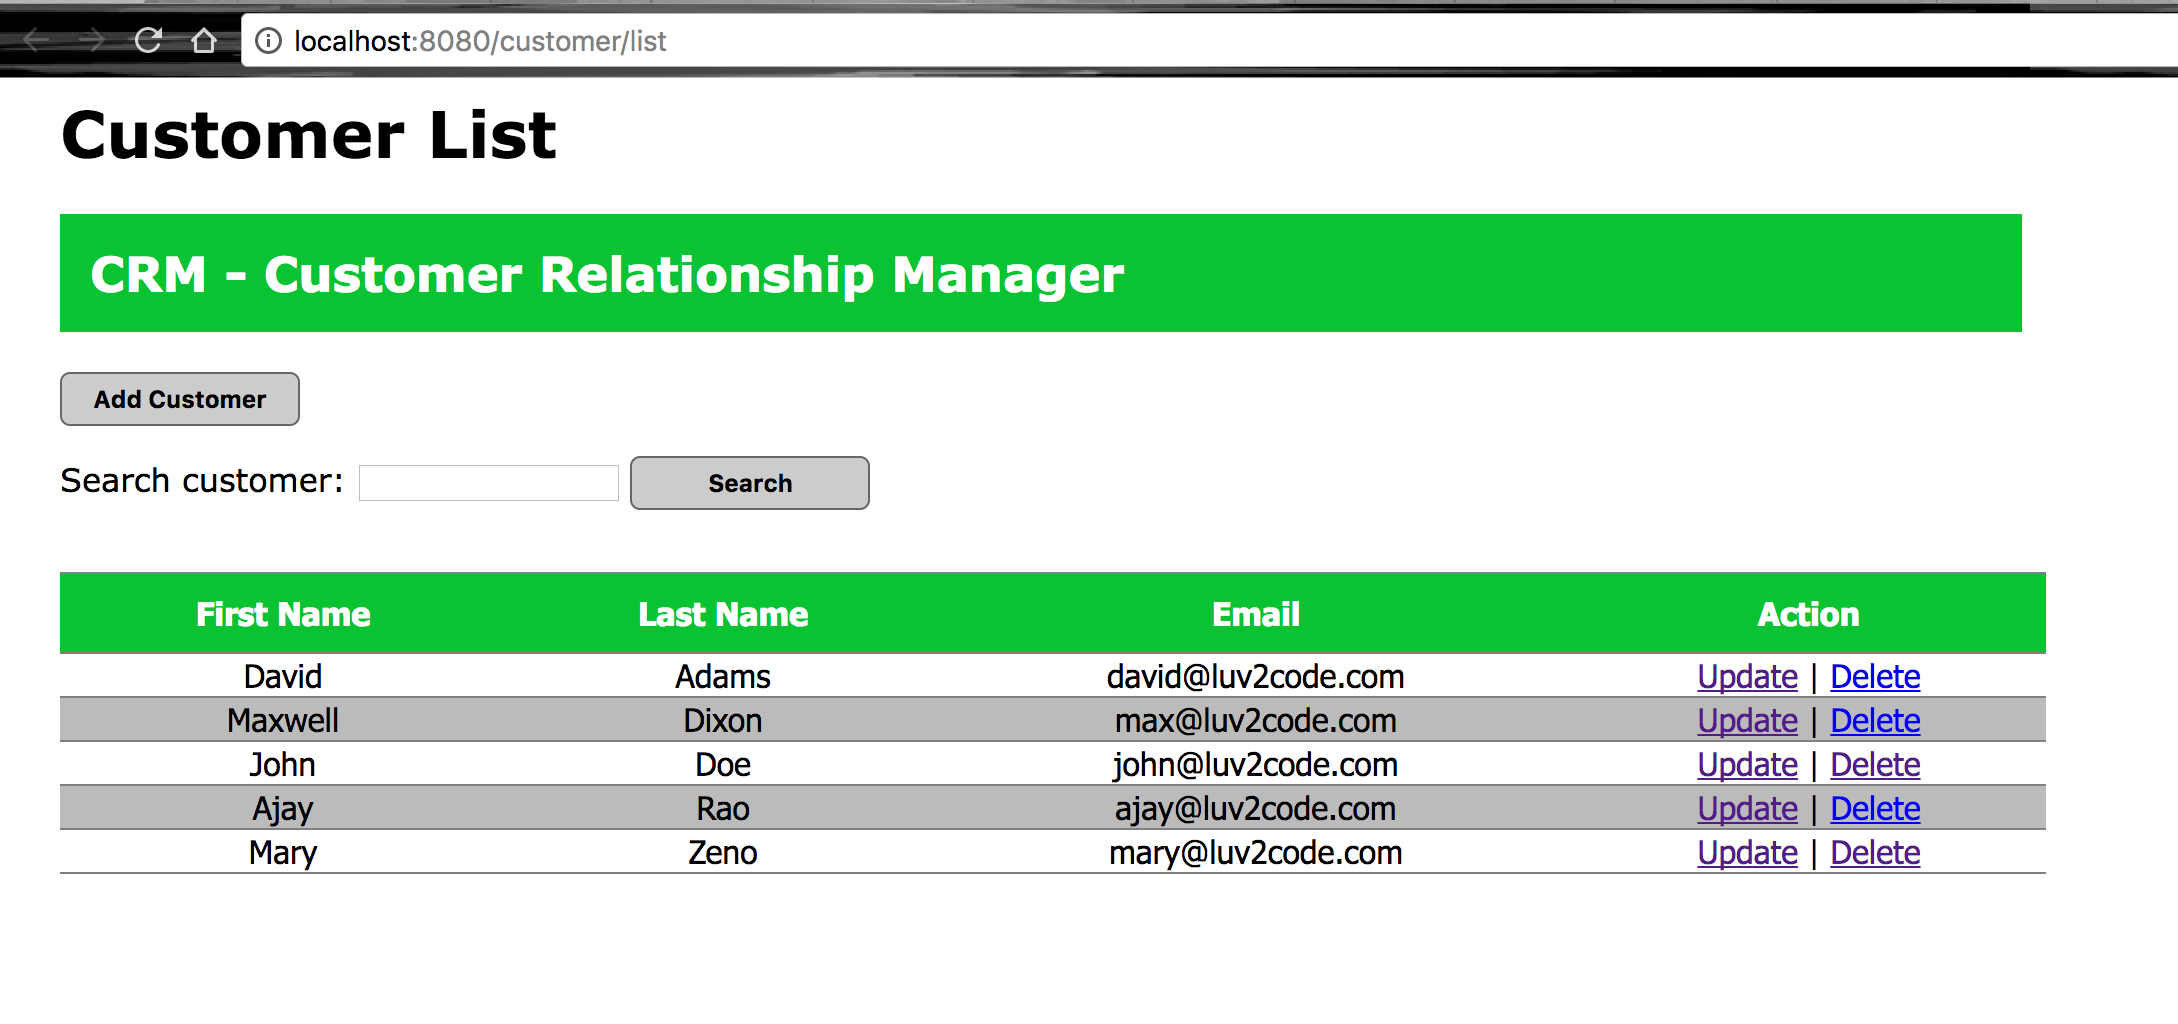 localhost:8080/customer/list
Customer List
CRM - Customer Relationship Manager
Add Customer
Search customer: Search
First Name Last Name Email Action
David Adams david@luv2code.com Update | Delete
Maxwell Dixon max@luv2code.com Update | Delete
John Doe john@luv2code.com Update | Delete
Ajay Rao ajay@luv2code.com Update | Delete
Mary Zeno mary@luv2code.com Update | Delete